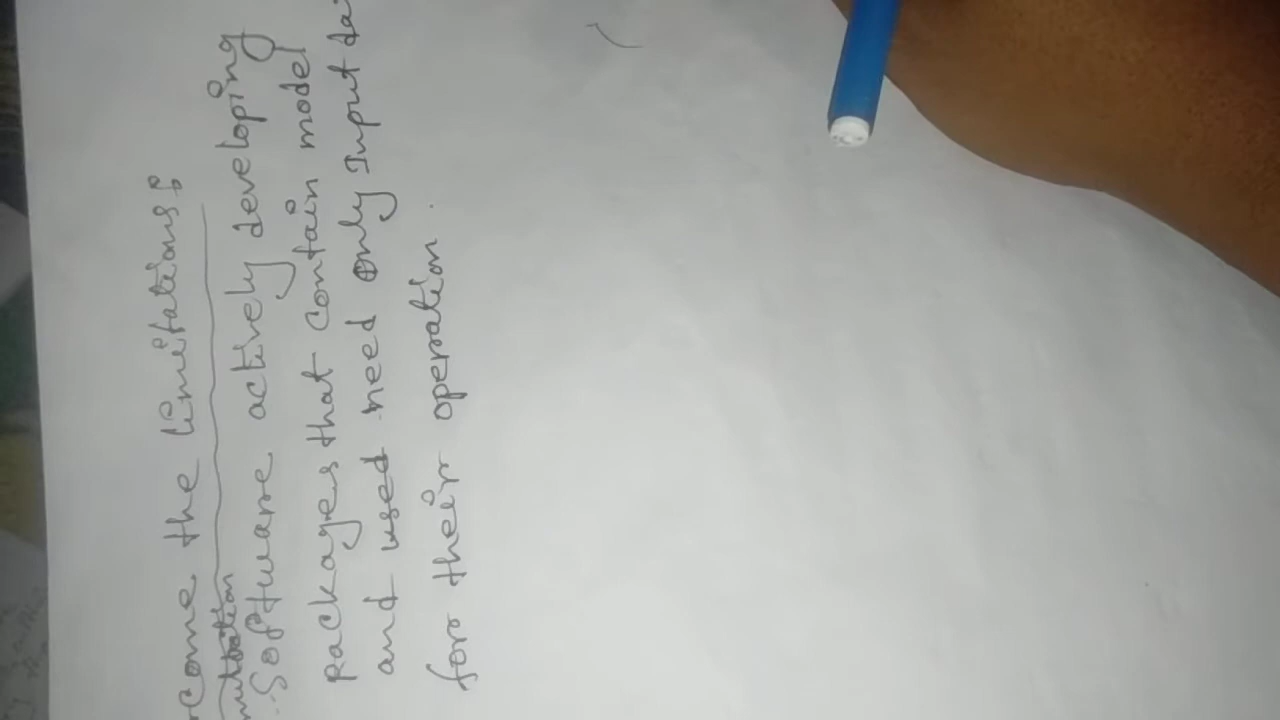 come the limitations :
Software actively developing
packages that contain model
and used need only Input da
for their operation.